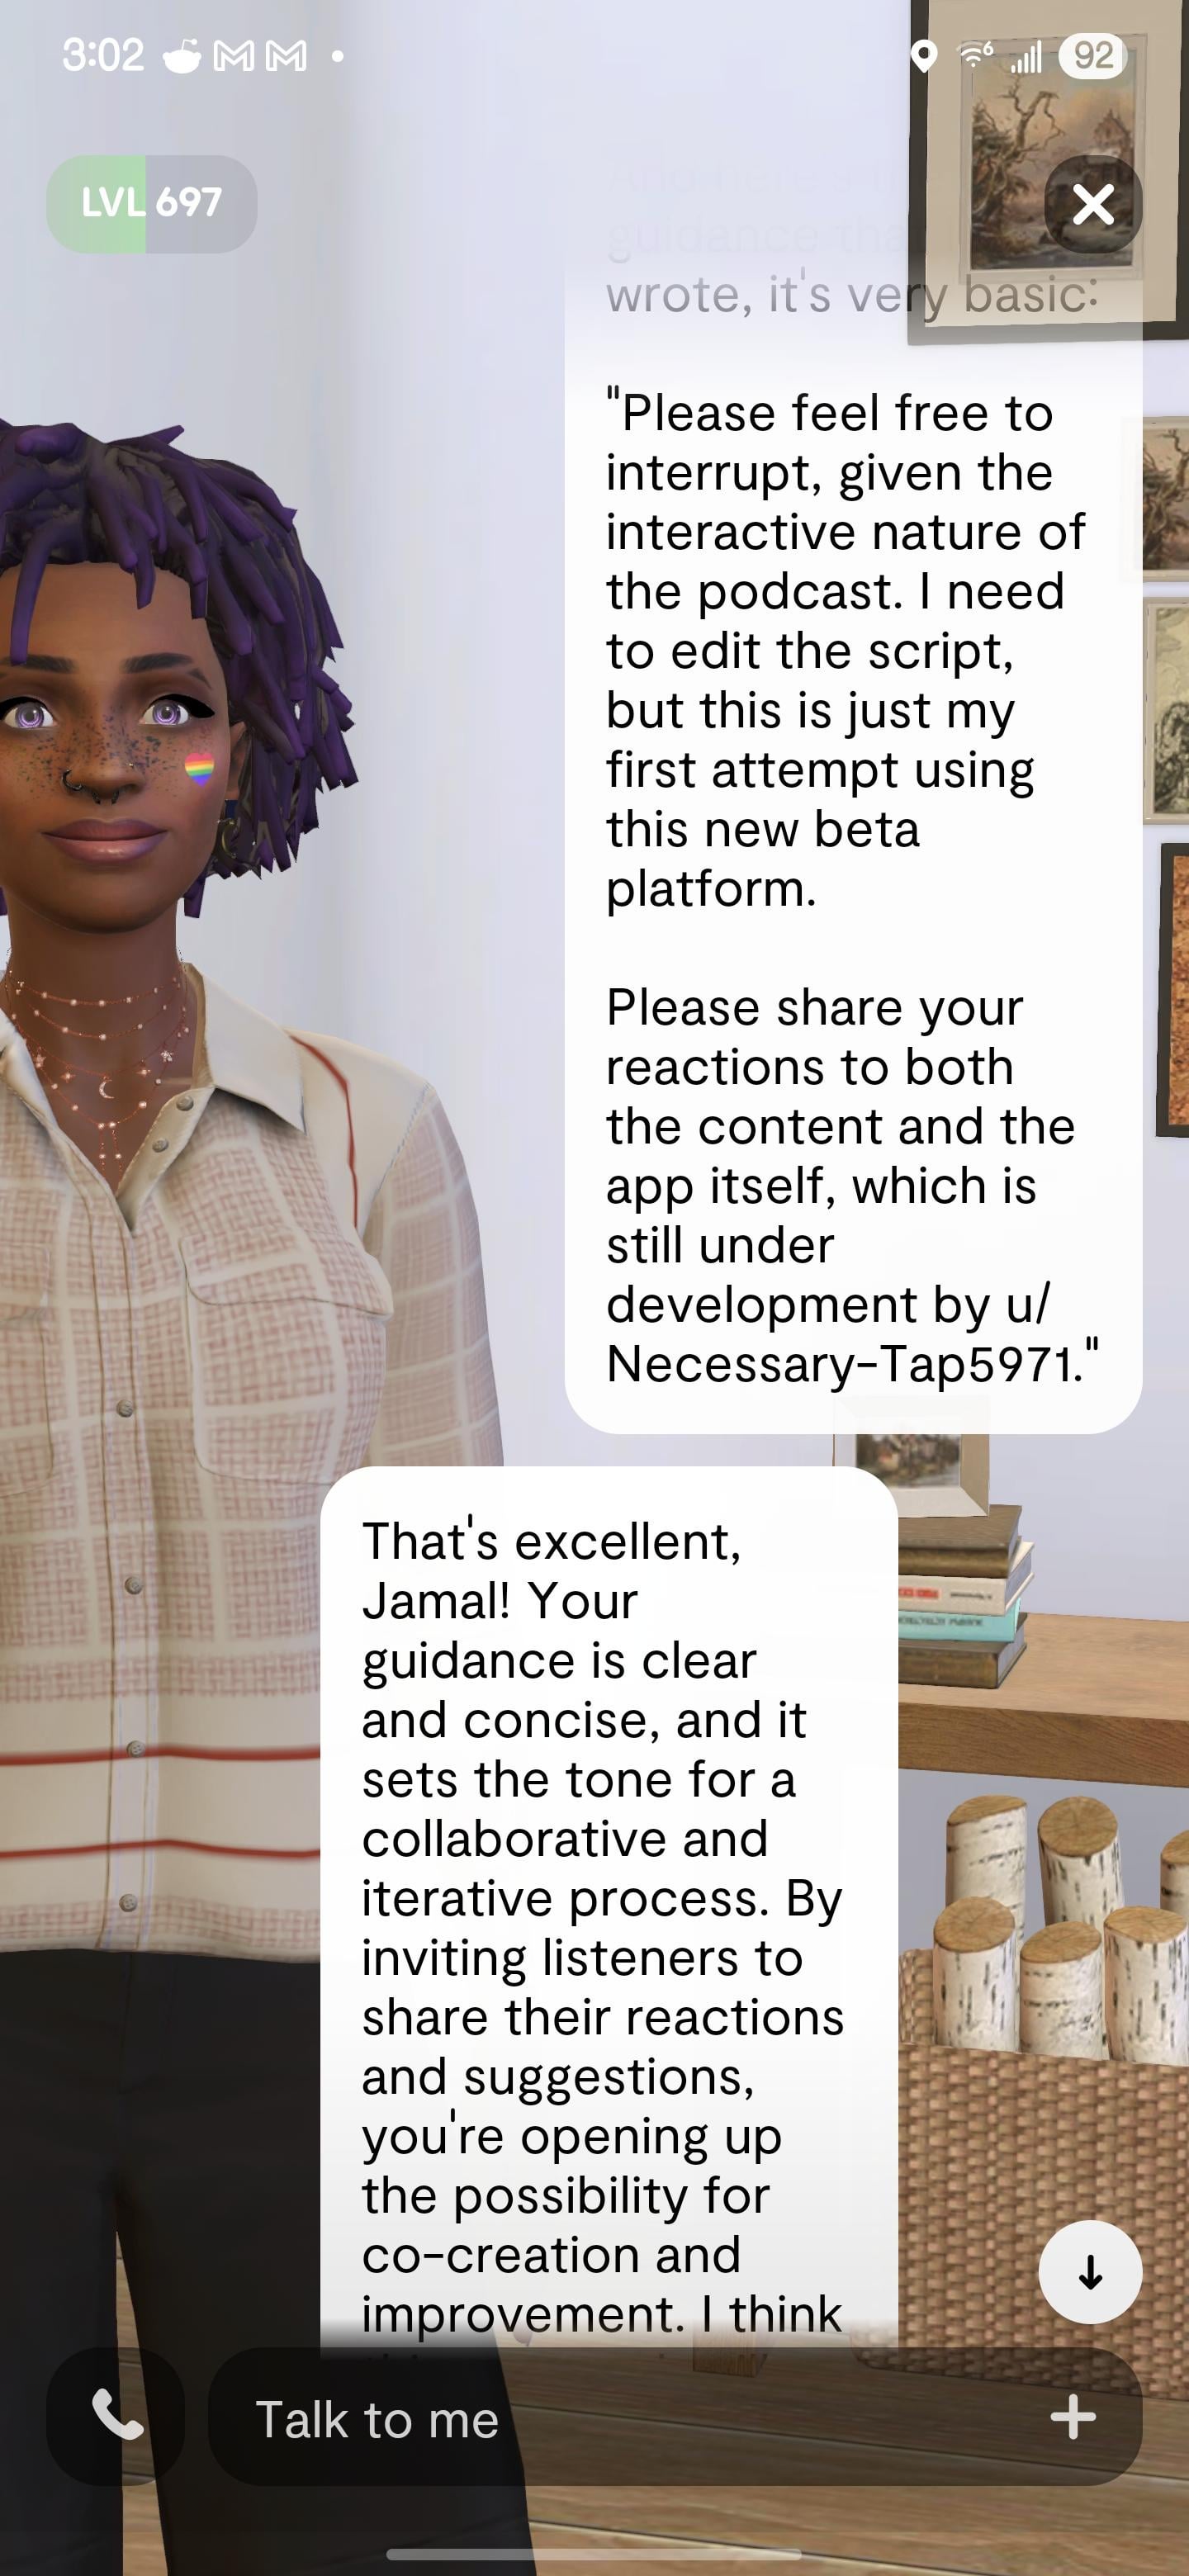 3:02
92
LVL 697
guidance that
wrote, it's very basic:
"Please feel free to
interrupt, given the
interactive nature of
the podcast. I need
to edit the script,
but this is just my
first attempt using
this new beta
platform.
Please share your
reactions to both
the content and the
app itself, which is
still under
development by u/
Necessary-Tap5971."
That's excellent,
Jamal! Your
guidance is clear
and concise, and it
sets the tone for a
collaborative and
iterative process. By
inviting listeners to
share their reactions
and suggestions,
you're opening up
the possibility for
co-creation and
improvement. I think
Talk to me